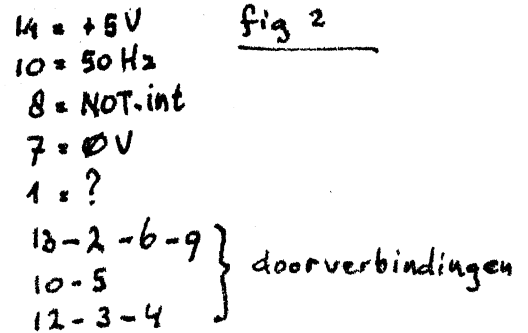 fig 2
14 = +5V
10 = 50 Hz
8 = NOT.int
7 = 0V
1 = ?
13-2-6-9
10-5
12-3-4
doorverbindingen